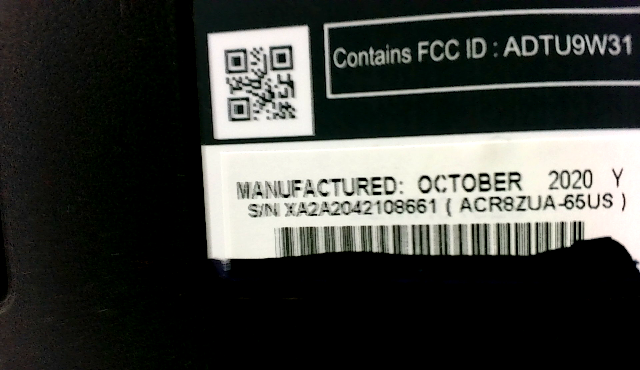 Contains FCC ID : ADTU9W31
MANUFACTURED: OCTOBER 2020 Y
S/N XA2A2042108661 ( ACR8ZUA-65US )